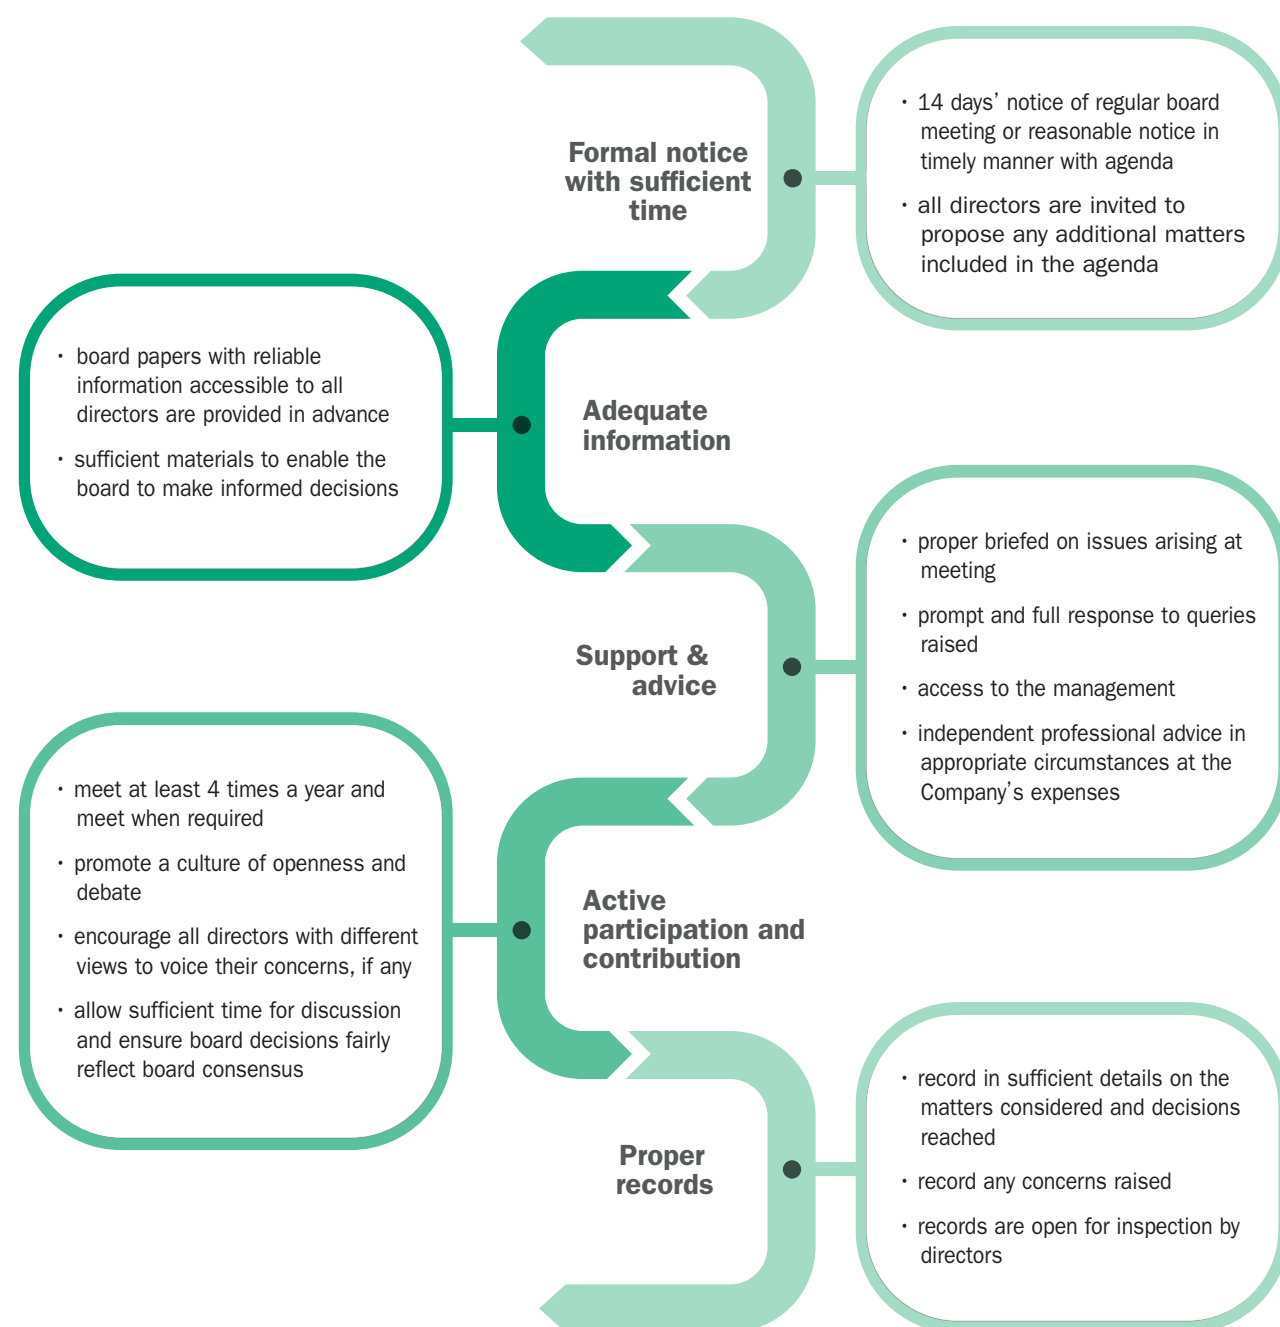 Formal notice
with sufficient
time
· 14 days’ notice of regular board
meeting or reasonable notice in
timely manner with agenda
· all directors are invited to
propose any additional matters
included in the agenda
Adequate
information
· board papers with reliable
information accessible to all
directors are provided in advance
· sufficient materials to enable the
board to make informed decisions
Support &
advice
· proper briefed on issues arising at
meeting
· prompt and full response to queries
raised
· access to the management
· independent professional advice in
appropriate circumstances at the
Company’s expenses
Active
participation and
contribution
· meet at least 4 times a year and
meet when required
· promote a culture of openness and
debate
· encourage all directors with different
views to voice their concerns, if any
· allow sufficient time for discussion
and ensure board decisions fairly
reflect board consensus
Proper
records
· record in sufficient details on the
matters considered and decisions
reached
· record any concerns raised
· records are open for inspection by
directors